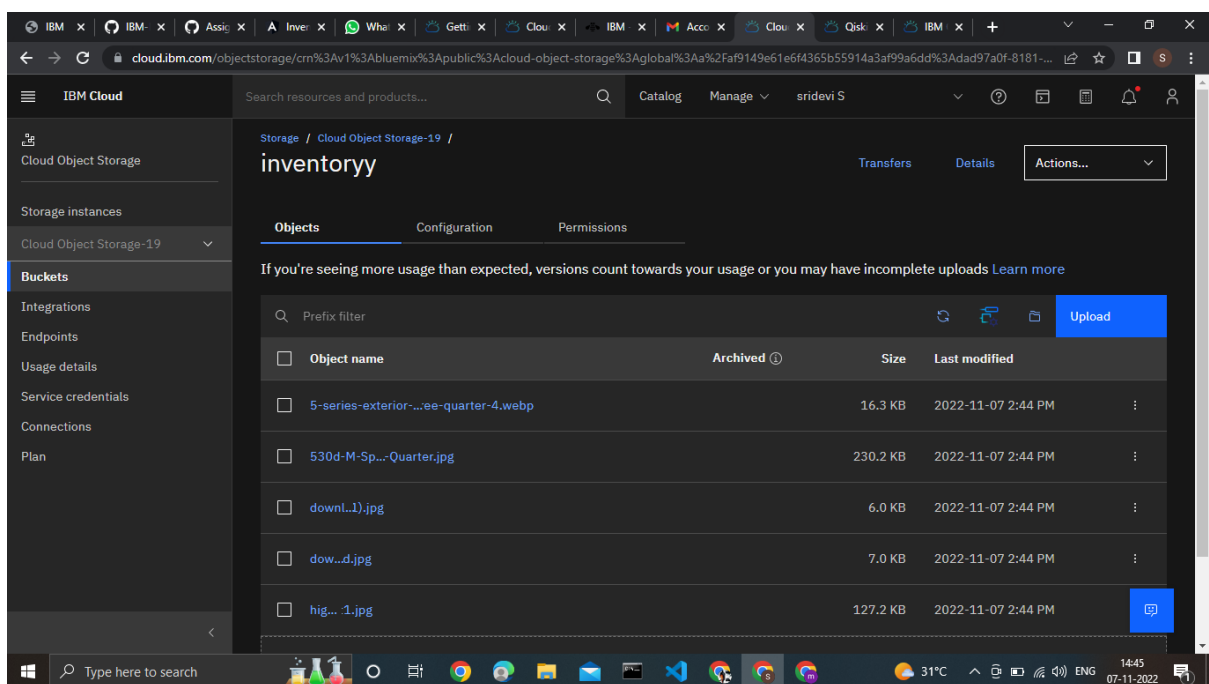 IBM IBM- Assig Inver What Getti Clou IBM - Acco Clou Qiski IBM
cloud.ibm.com/objectstorage/crn%3Av1%3Abluemix%3Apublic%3Acloud-object-storage%3Aglobal%3Aa%2Faf9149e61e6f4365b55914a3af99a6dd%3Adad97a0f-8181-... S
IBM Cloud Search resources and products... Catalog Manage sridevi S
Cloud Object Storage
Storage instances
Cloud Object Storage-19
Buckets
Integrations
Endpoints
Usage details
Service credentials
Connections
Plan
Storage / Cloud Object Storage-19 /
inventoryy
Transfers Details Actions...
Objects Configuration Permissions
If you're seeing more usage than expected, versions count towards your usage or you may have incomplete uploads Learn more
Prefix filter Upload
Object name Archived Size Last modified
5-series-exterior-...ee-quarter-4.webp 16.3 KB 2022-11-07 2:44 PM
530d-M-Sp...-Quarter.jpg 230.2 KB 2022-11-07 2:44 PM
downl..1).jpg 6.0 KB 2022-11-07 2:44 PM
dow...d.jpg 7.0 KB 2022-11-07 2:44 PM
hig... :1.jpg 127.2 KB 2022-11-07 2:44 PM
Type here to search 31°C ENG 14:45
07-11-2022